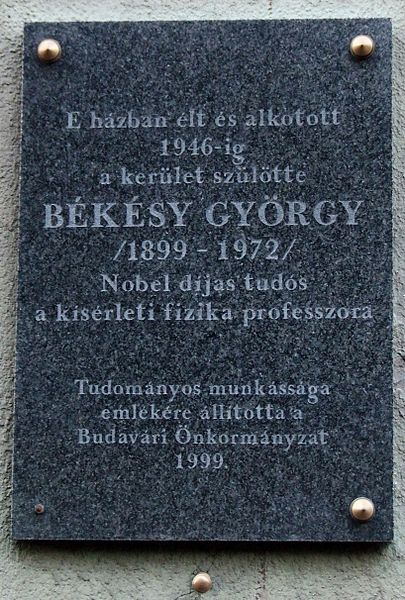 E házban élt és alkotott
1946-ig
a kerület szülötte
BÉKÉSY GYÖRGY
/1899 - 1972/
Nobel díjas tudós
a kísérleti fizika professzora
Tudományos munkássága
emlékére állította a
Budavári Önkormányzat
1999.